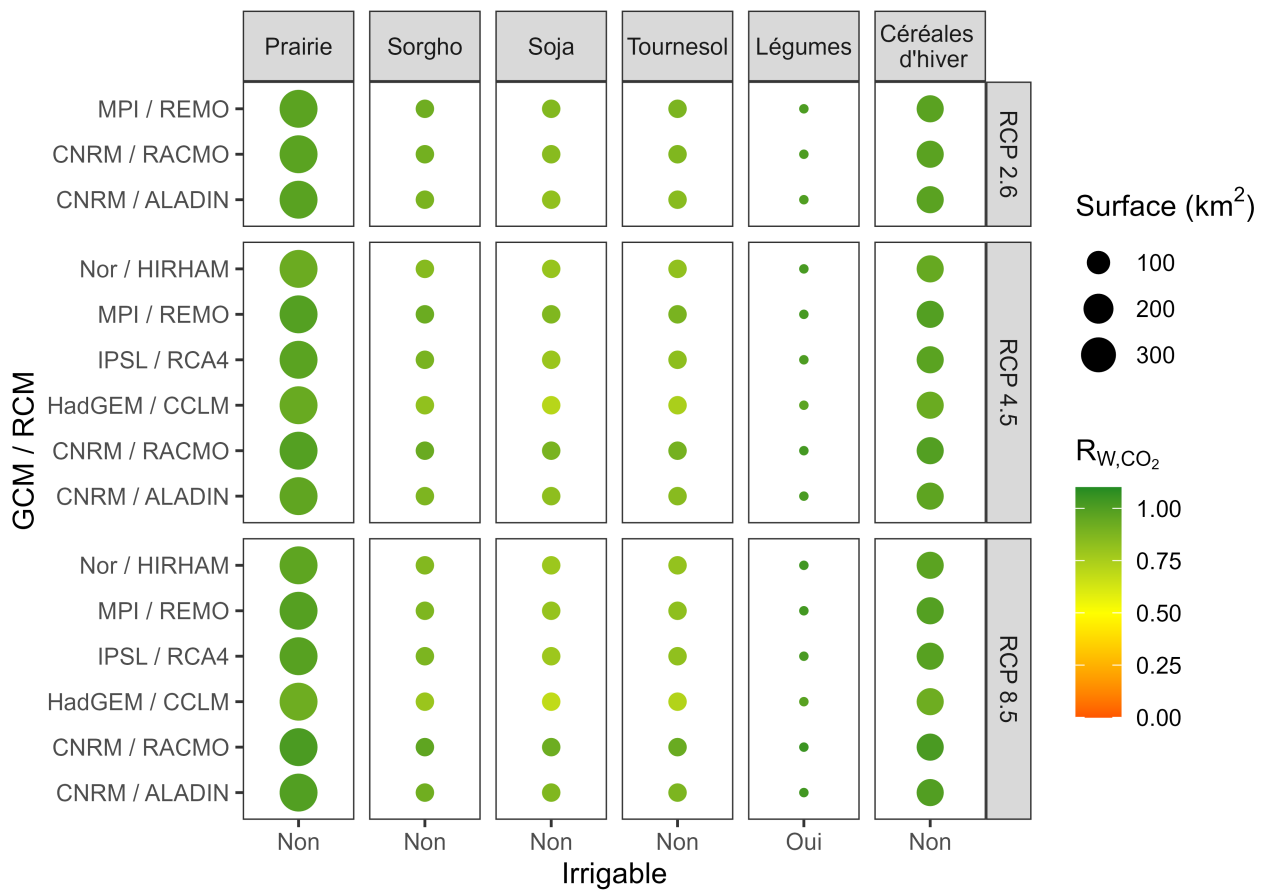 Prairie
Sorgho
Soja
Tournesol
Légumes
Céréales
d'hiver
MPI / REMO
CNRM / RACMO
CNRM / ALADIN
RCP 2.6
Nor / HIRHAM
MPI / REMO
IPSL / RCA4
HadGEM / CCLM
CNRM / RACMO
CNRM / ALADIN
RCP 4.5
Nor / HIRHAM
MPI / REMO
IPSL / RCA4
HadGEM / CCLM
CNRM / RACMO
CNRM / ALADIN
RCP 8.5
GCM / RCM
Non
Non
Non
Non
Oui
Non
Irrigable
Surface (km²)
100
200
300
R_W,CO₂
1.00
0.75
0.50
0.25
0.00